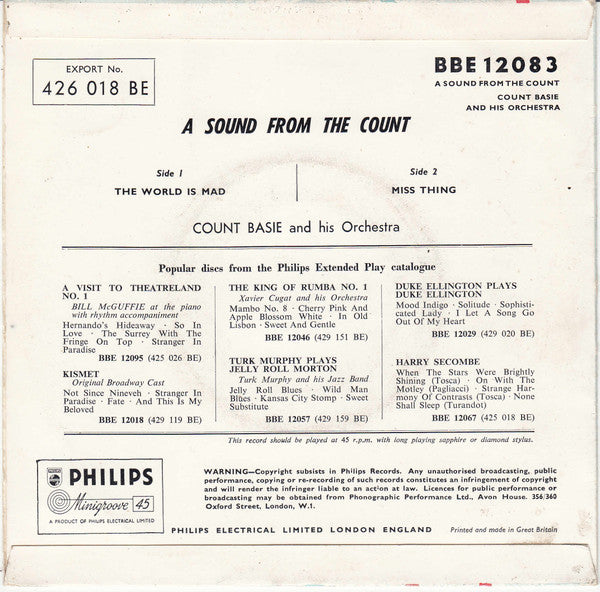 EXPORT No.
426 018 BE
BBE 12083
A SOUND FROM THE COUNT
COUNT BASIE
AND HIS ORCHESTRA
A SOUND FROM THE COUNT
Side 1
THE WORLD IS MAD
Side 2
MISS THING
COUNT BASIE and his Orchestra
Popular discs from the Philips Extended Play catalogue
A VISIT TO THEATRELAND
NO. 1
BILL McGUFFIE at the piano
with rhythm accompaniment
Hernando's Hideaway · So In
Love · The Surrey With The
Fringe On Top · Stranger In
Paradise
BBE 12095 (425 026 BE)
KISMET
Original Broadway Cast
Not Since Nineveh · Stranger In
Paradise · Fate · And This Is My
Beloved
BBE 12018 (429 119 BE)
THE KING OF RUMBA NO. 1
Xavier Cugat and his Orchestra
Mambo No. 8 · Cherry Pink And
Apple Blossom White · In Old
Lisbon · Sweet And Gentle
BBE 12046 (429 151 BE)
TURK MURPHY PLAYS
JELLY ROLL MORTON
Turk Murphy and his Jazz Band
Jelly Roll Blues · Wild Man
Blues · Kansas City Stomp · Sweet
Substitute
BBE 12057 (429 159 BE)
DUKE ELLINGTON PLAYS
DUKE ELLINGTON
Mood Indigo · Solitude · Sophisti-
cated Lady · I Let A Song Go
Out Of My Heart
BBE 12029 (429 020 BE)
HARRY SECOMBE
When The Stars Were Brightly
Shining (Tosca) · On With The
Motley (Pagliacci) · Strange Har-
mony Of Contrasts (Tosca) · None
Shall Sleep (Turandot)
BBE 12067 (425 018 BE)
This record should be played at 45 r.p.m. with long playing sapphire or diamond stylus.
PHILIPS
PHILIPS
Minigroove 45
A PRODUCT OF PHILIPS ELECTRICAL LIMITED
WARNING—Copyright subsists in Philips Records. Any unauthorised broadcasting, public
performance, copying or re-recording of such records constitutes an infringement of copyright
and will render the infringer liable to an action at law. Licences for public performance or
broadcasting may be obtained from Phonographic Performance Ltd., Avon House. 356/360
Oxford Street, London, W.1.
PHILIPS ELECTRICAL LIMITED LONDON ENGLAND
Printed and made in Great Britain